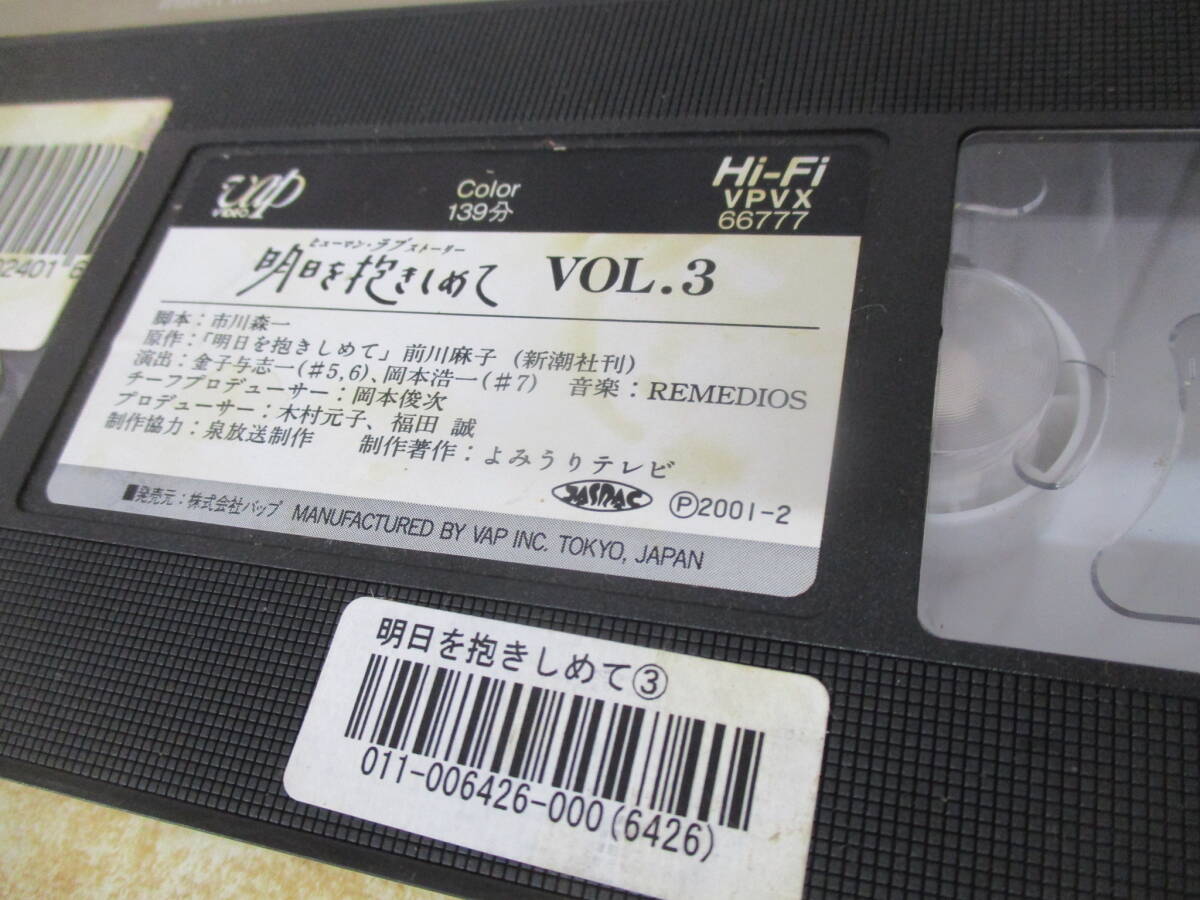 vap
VIDEO
Color
139分
Hi-Fi
VPVX
66777
ヒューマン・ラブストーリー
明日を抱きしめて VOL.3
脚本：市川森一
原作：「明日を抱きしめて」前川麻子（新潮社刊）
演出：金子与志一(#5,6)、岡本浩一(#7) 音楽：REMEDIOS
チーフプロデューサー：岡本俊次
プロデューサー：木村元子、福田 誠
制作協力：泉放送制作 制作著作：よみうりテレビ
JASRAC Ⓟ2001-2
■発売元：株式会社バップ MANUFACTURED BY VAP INC. TOKYO, JAPAN
02401 6
明日を抱きしめて③
011-006426-000(6426)